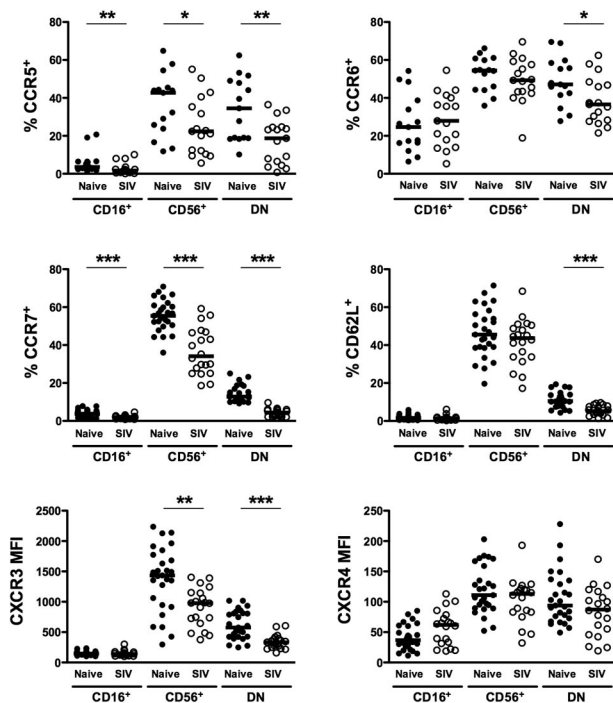 ** * **
% CCR5+
80
60
40
20
0
Naive SIV Naive SIV Naive SIV
CD16+ CD56+ DN
*
% CCR6+
80
60
40
20
0
Naive SIV Naive SIV Naive SIV
CD16+ CD56+ DN
*** *** ***
% CCR7+
80
60
40
20
0
Naive SIV Naive SIV Naive SIV
CD16+ CD56+ DN
***
% CD62L+
80
60
40
20
0
Naive SIV Naive SIV Naive SIV
CD16+ CD56+ DN
** ***
CXCR3 MFI
2500
2000
1500
1000
500
0
Naive SIV Naive SIV Naive SIV
CD16+ CD56+ DN
CXCR4 MFI
250
200
150
100
50
0
Naive SIV Naive SIV Naive SIV
CD16+ CD56+ DN